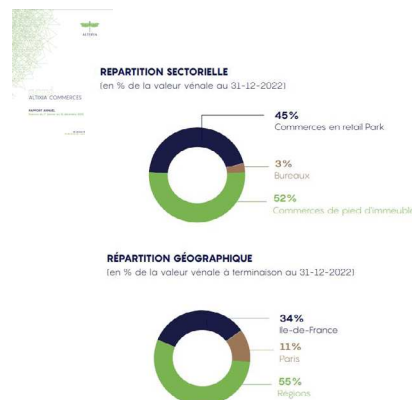 ALTIXIA
ALTIXIA COMMERCES
RAPPORT ANNUEL
REPARTITION SECTORIELLE
(en % de la valeur vénale au 31-12-2022)
45%
Commerces en retail Park
3%
Bureaux
52%
Commerces de pied d'immeuble
RÉPARTITION GÉOGRAPHIQUE
(en % de la valeur vénale à terminaison au 31-12-2022)
34%
Ile-de-France
11%
Paris
55%
Régions